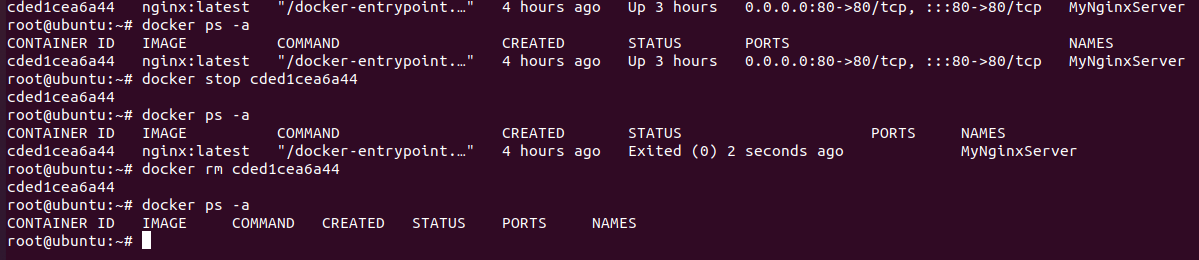 cded1cea6a44   nginx:latest   "/docker-entrypoint.…"   4 hours ago   Up 3 hours   0.0.0.0:80->80/tcp, :::80->80/tcp   MyNginxServer
root@ubuntu:~# docker ps -a
CONTAINER ID   IMAGE          COMMAND                  CREATED       STATUS       PORTS                               NAMES
cded1cea6a44   nginx:latest   "/docker-entrypoint.…"   4 hours ago   Up 3 hours   0.0.0.0:80->80/tcp, :::80->80/tcp   MyNginxServer
root@ubuntu:~# docker stop cded1cea6a44
cded1cea6a44
root@ubuntu:~# docker ps -a
CONTAINER ID   IMAGE          COMMAND                  CREATED       STATUS                     PORTS     NAMES
cded1cea6a44   nginx:latest   "/docker-entrypoint.…"   4 hours ago   Exited (0) 2 seconds ago             MyNginxServer
root@ubuntu:~# docker rm cded1cea6a44
cded1cea6a44
root@ubuntu:~# docker ps -a
CONTAINER ID   IMAGE     COMMAND   CREATED   STATUS    PORTS     NAMES
root@ubuntu:~#